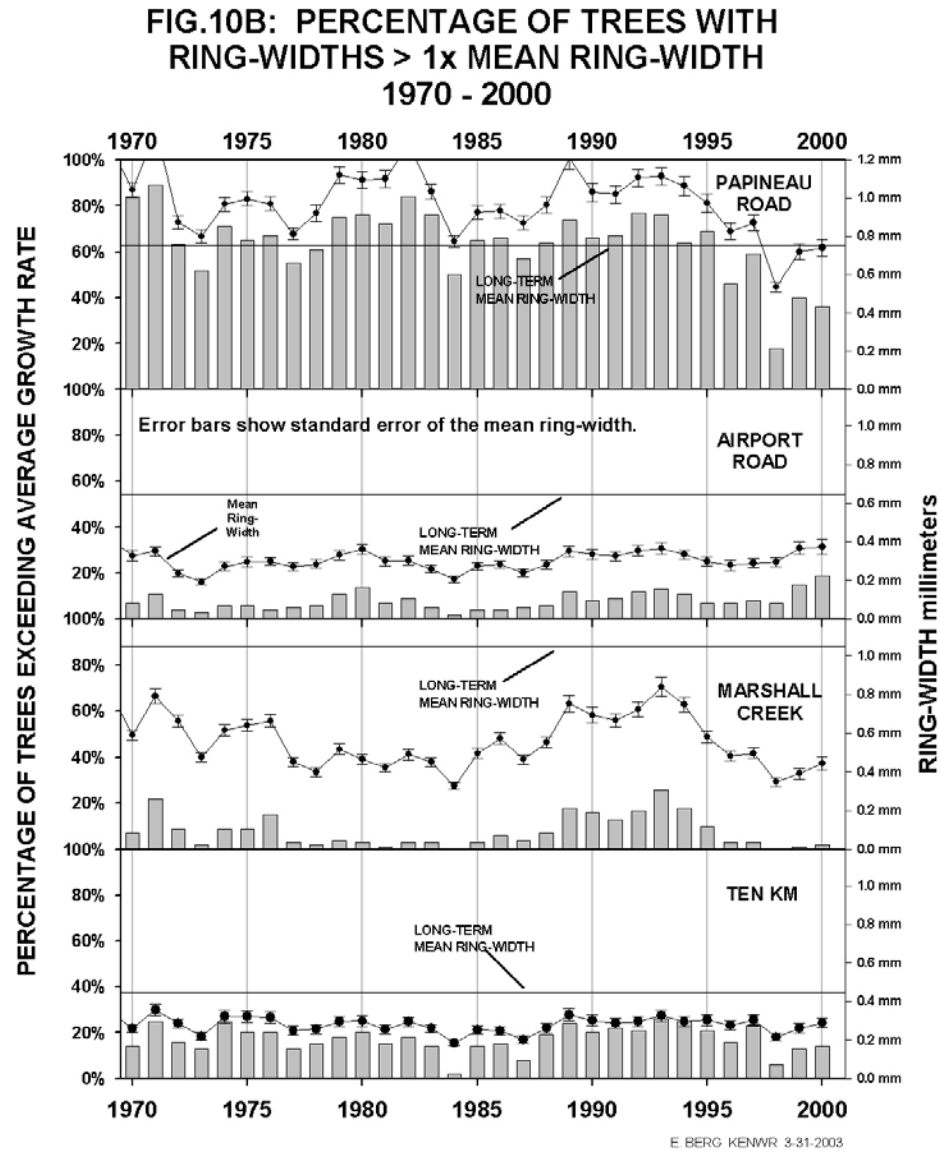 FIG.10B: PERCENTAGE OF TREES WITH
RING-WIDTHS > 1x MEAN RING-WIDTH
1970 - 2000
1970 1975 1980 1985 1990 1995 2000
PERCENTAGE OF TREES EXCEEDING AVERAGE GROWTH RATE
RING-WIDTH millimeters
100%
80%
60%
40%
20%
1.2 mm
1.0 mm
0.8 mm
0.6 mm
0.4 mm
0.2 mm
0.0 mm
PAPINEAU
ROAD
LONG-TERM
MEAN RING-WIDTH
100%
80%
60%
40%
20%
1.0 mm
0.8 mm
0.6 mm
0.4 mm
0.2 mm
0.0 mm
Error bars show standard error of the mean ring-width.
AIRPORT
ROAD
Mean
Ring-
Width
LONG-TERM
MEAN RING-WIDTH
100%
80%
60%
40%
20%
1.0 mm
0.8 mm
0.6 mm
0.4 mm
0.2 mm
0.0 mm
LONG-TERM
MEAN RING-WIDTH
MARSHALL
CREEK
100%
80%
60%
40%
20%
0%
1.0 mm
0.8 mm
0.6 mm
0.4 mm
0.2 mm
0.0 mm
TEN KM
LONG-TERM
MEAN RING-WIDTH
1970 1975 1980 1985 1990 1995 2000
E. BERG KENWR 3-31-2003